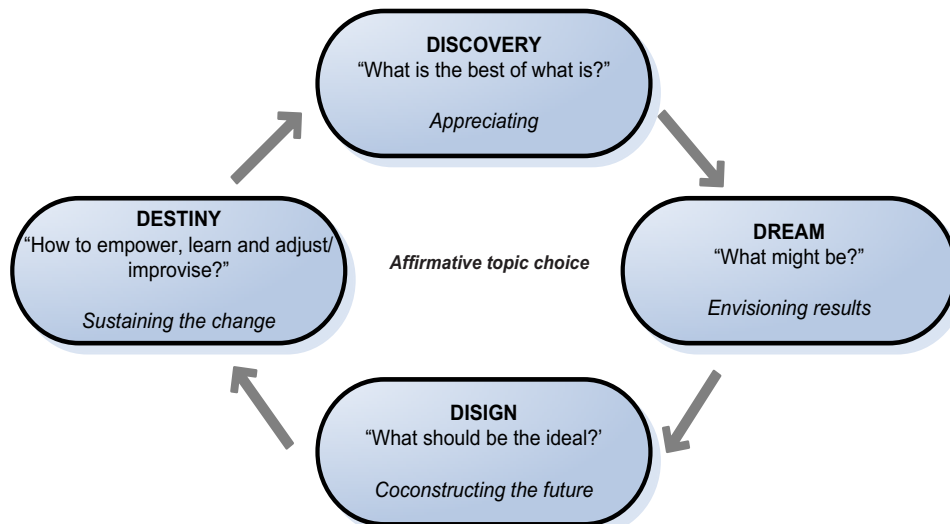 DISCOVERY
“What is the best of what is?”
Appreciating
DESTINY
“How to empower, learn and adjust/
improvise?”
Sustaining the change
Affirmative topic choice
DREAM
“What might be?”
Envisioning results
DISIGN
“What should be the ideal?’
Coconstructing the future